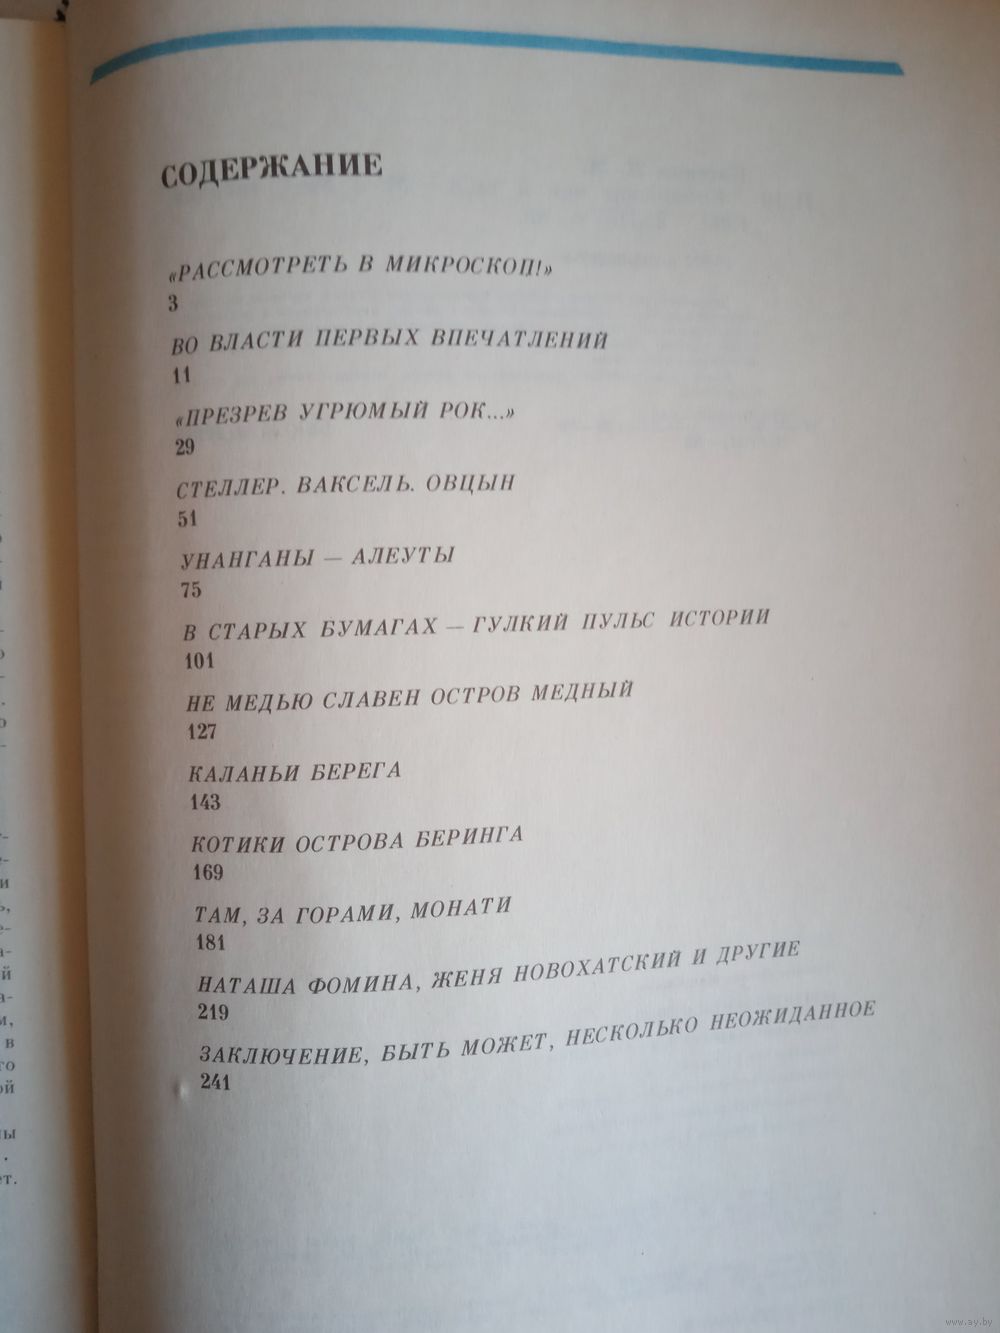 СОДЕРЖАНИЕ
«РАССМОТРЕТЬ В МИКРОСКОП!»
3
ВО ВЛАСТИ ПЕРВЫХ ВПЕЧАТЛЕНИЙ
11
«ПРЕЗРЕВ УГРЮМЫЙ РОК...»
29
СТЕЛЛЕР. ВАКСЕЛЬ. ОВЦЫН
51
УНАНГАНЫ — АЛЕУТЫ
75
В СТАРЫХ БУМАГАХ — ГУЛКИЙ ПУЛЬС ИСТОРИИ
101
НЕ МЕДЬЮ СЛАВЕН ОСТРОВ МЕДНЫЙ
127
КАЛАНЬИ БЕРЕГА
143
КОТИКИ ОСТРОВА БЕРИНГА
169
ТАМ, ЗА ГОРАМИ, МОНАТИ
181
НАТАША ФОМИНА, ЖЕНЯ НОВОХАТСКИЙ И ДРУГИЕ
219
ЗАКЛЮЧЕНИЕ, БЫТЬ МОЖЕТ, НЕСКОЛЬКО НЕОЖИДАННОЕ
241
www.ay.by